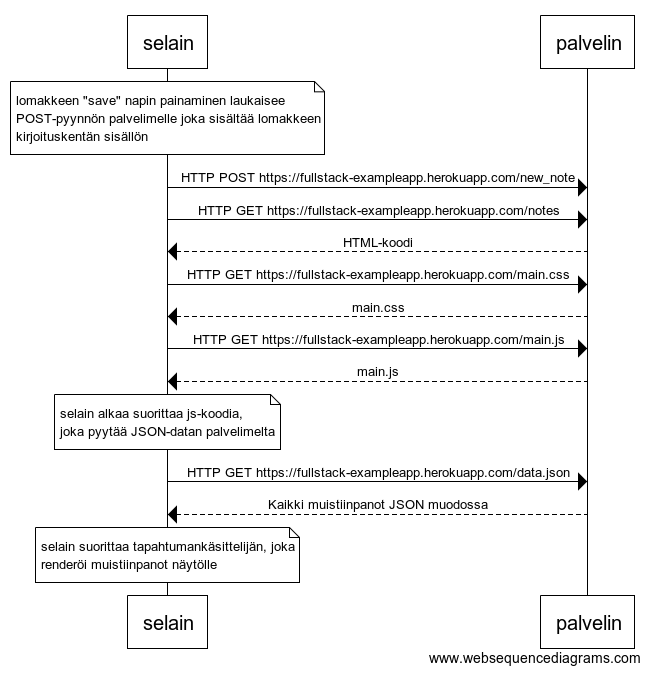 selain
palvelin
lomakkeen "save" napin painaminen laukaisee
POST-pyynnön palvelimelle joka sisältää lomakkeen
kirjoituskentän sisällön
HTTP POST https://fullstack-exampleapp.herokuapp.com/new_note
HTTP GET https://fullstack-exampleapp.herokuapp.com/notes
HTML-koodi
HTTP GET https://fullstack-exampleapp.herokuapp.com/main.css
main.css
HTTP GET https://fullstack-exampleapp.herokuapp.com/main.js
main.js
selain alkaa suorittaa js-koodia,
joka pyytää JSON-datan palvelimelta
HTTP GET https://fullstack-exampleapp.herokuapp.com/data.json
Kaikki muistiinpanot JSON muodossa
selain suorittaa tapahtumankäsittelijän, joka
renderöi muistiinpanot näytölle
selain
palvelin
www.websequencediagrams.com